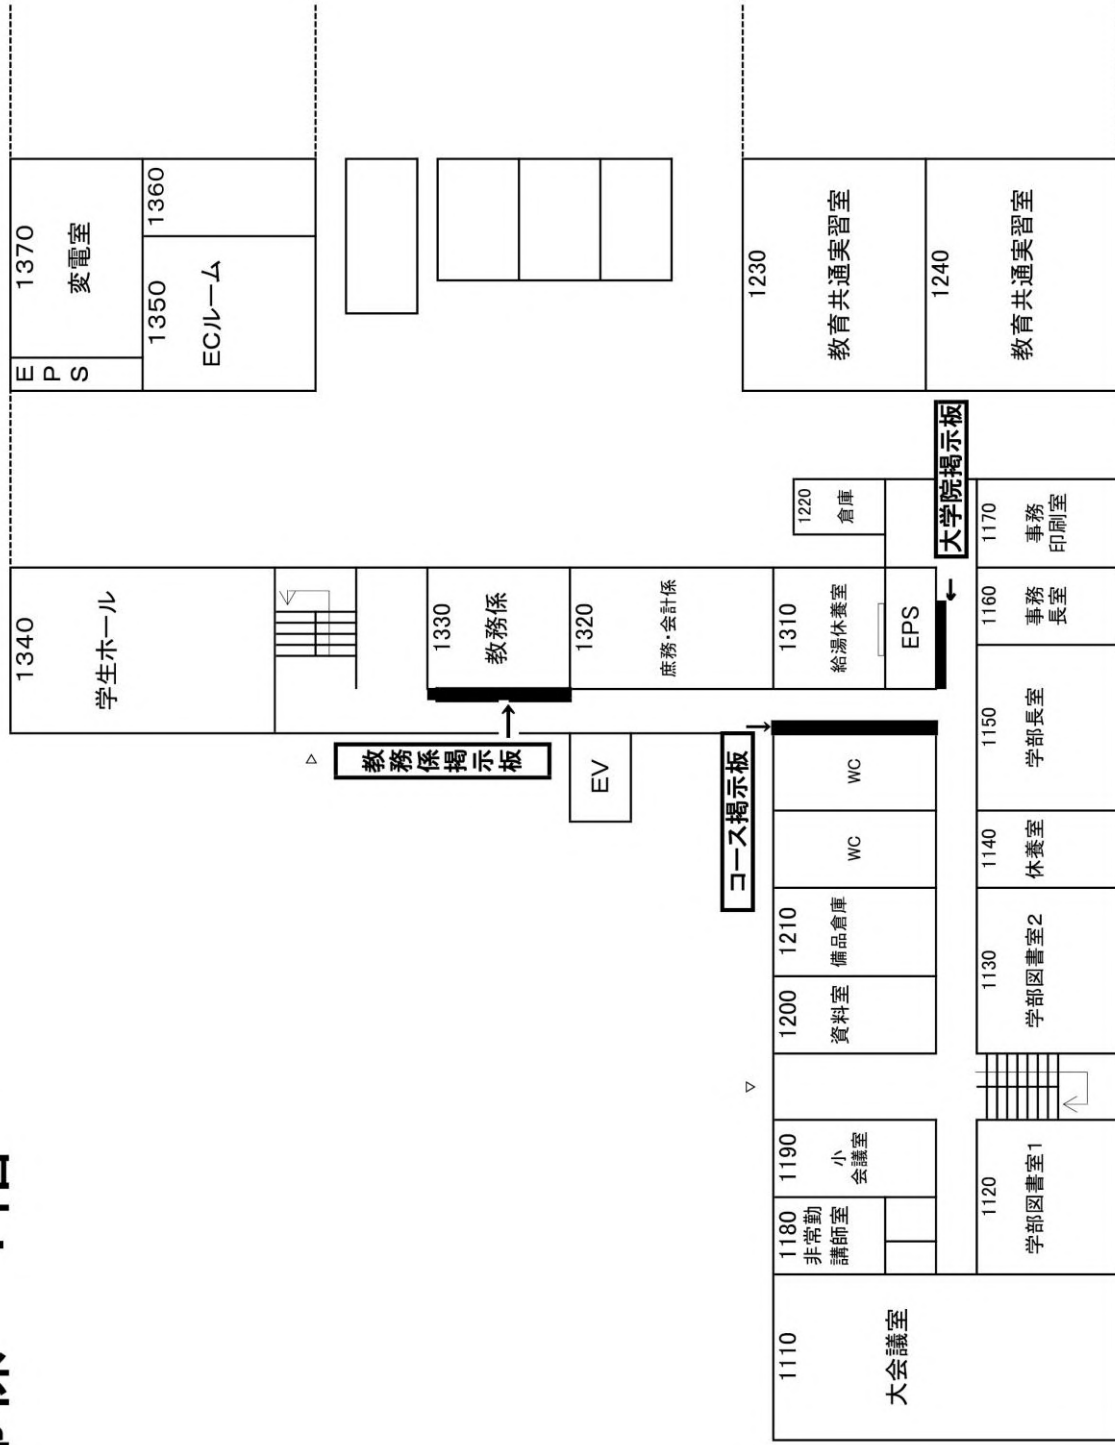 1370
変電室
EPS
1360
1350
ECルーム
1230
教育共通実習室
1240
教育共通実習室
1340
学生ホール
1330
教務係
1320
庶務・会計係
1310
給湯休養室
EPS
1220
倉庫
大学院掲示板
1170
事務
印刷室
1160
事務
長室
教務係掲示板
EV
コース掲示板
WC
WC
1150
学部長室
1140
休養室
1210
備品倉庫
1200
資料室
1130
学部図書室2
1190
小
会議室
1180
非常勤
講師室
1120
学部図書室1
1110
大会議室